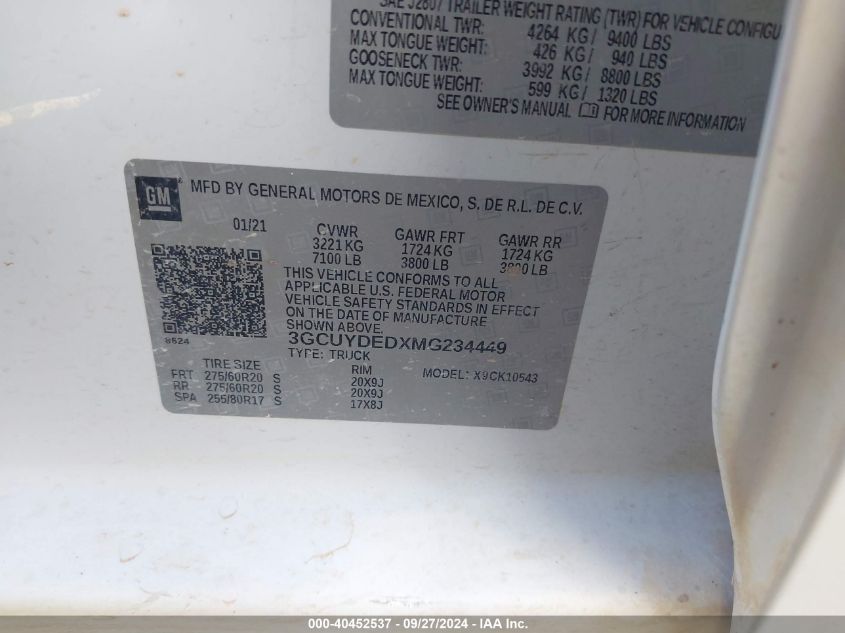 SAE J2807 TRAILER WEIGHT RATING (TWR) FOR VEHICLE CONFIGU
CONVENTIONAL TWR: 4264 KG/ 9400 LBS
MAX TONGUE WEIGHT: 426 KG/ 940 LBS
GOOSENECK TWR: 3992 KG/ 8800 LBS
MAX TONGUE WEIGHT: 599 KG/ 1320 LBS
SEE OWNER'S MANUAL FOR MORE INFORMATION
GM MFD BY GENERAL MOTORS DE MEXICO, S. DE R.L. DE C.V.
01/21 GVWR GAWR FRT GAWR RR
3221 KG 1724 KG 1724 KG
7100 LB 3800 LB 3800 LB
THIS VEHICLE CONFORMS TO ALL
APPLICABLE U.S. FEDERAL MOTOR
VEHICLE SAFETY STANDARDS IN EFFECT
ON THE DATE OF MANUFACTURE
SHOWN ABOVE.
8624 3GCUYDEDXMG234449
TYPE: TRUCK
TIRE SIZE RIM MODEL: X9CK10543
FRT 275/60R20 S 20X9J
RR 275/60R20 S 20X9J
SPA 255/80R17 S 17X8J
000-40452537 - 09/27/2024 - IAAI Inc.